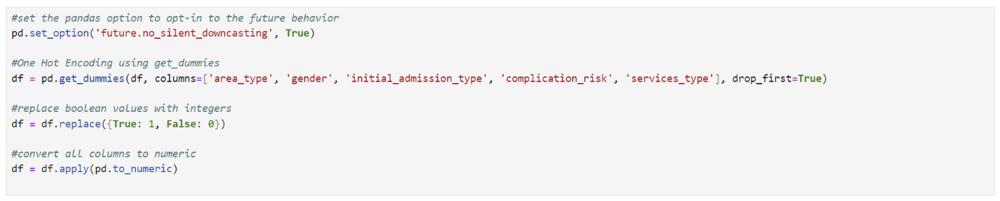 #set the pandas option to opt-in to the future behavior
pd.set_option('future.no_silent_downcasting', True)
#One Hot Encoding using get_dummies
df = pd.get_dummies(df, columns=['area_type', 'gender', 'initial_admission_type', 'complication_risk', 'services_type'], drop_first=True)
#replace boolean values with integers
df = df.replace({True: 1, False: 0})
#convert all columns to numeric
df = df.apply(pd.to_numeric)